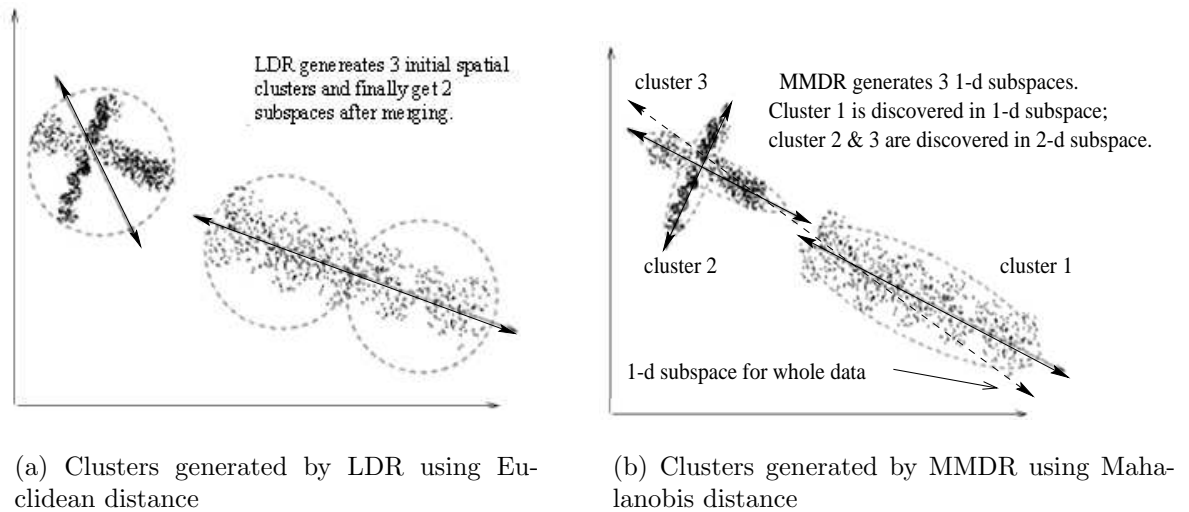 LDR genereates 3 initial spatial
clusters and finally get 2
subspaces after merging.
cluster 3
MMDR generates 3 1-d subspaces.
Cluster 1 is discovered in 1-d subspace;
cluster 2 & 3 are discovered in 2-d subspace.
cluster 2
cluster 1
1-d subspace for whole data
(a) Clusters generated by LDR using Eu-
clidean distance
(b) Clusters generated by MMDR using Maha-
lanobis distance